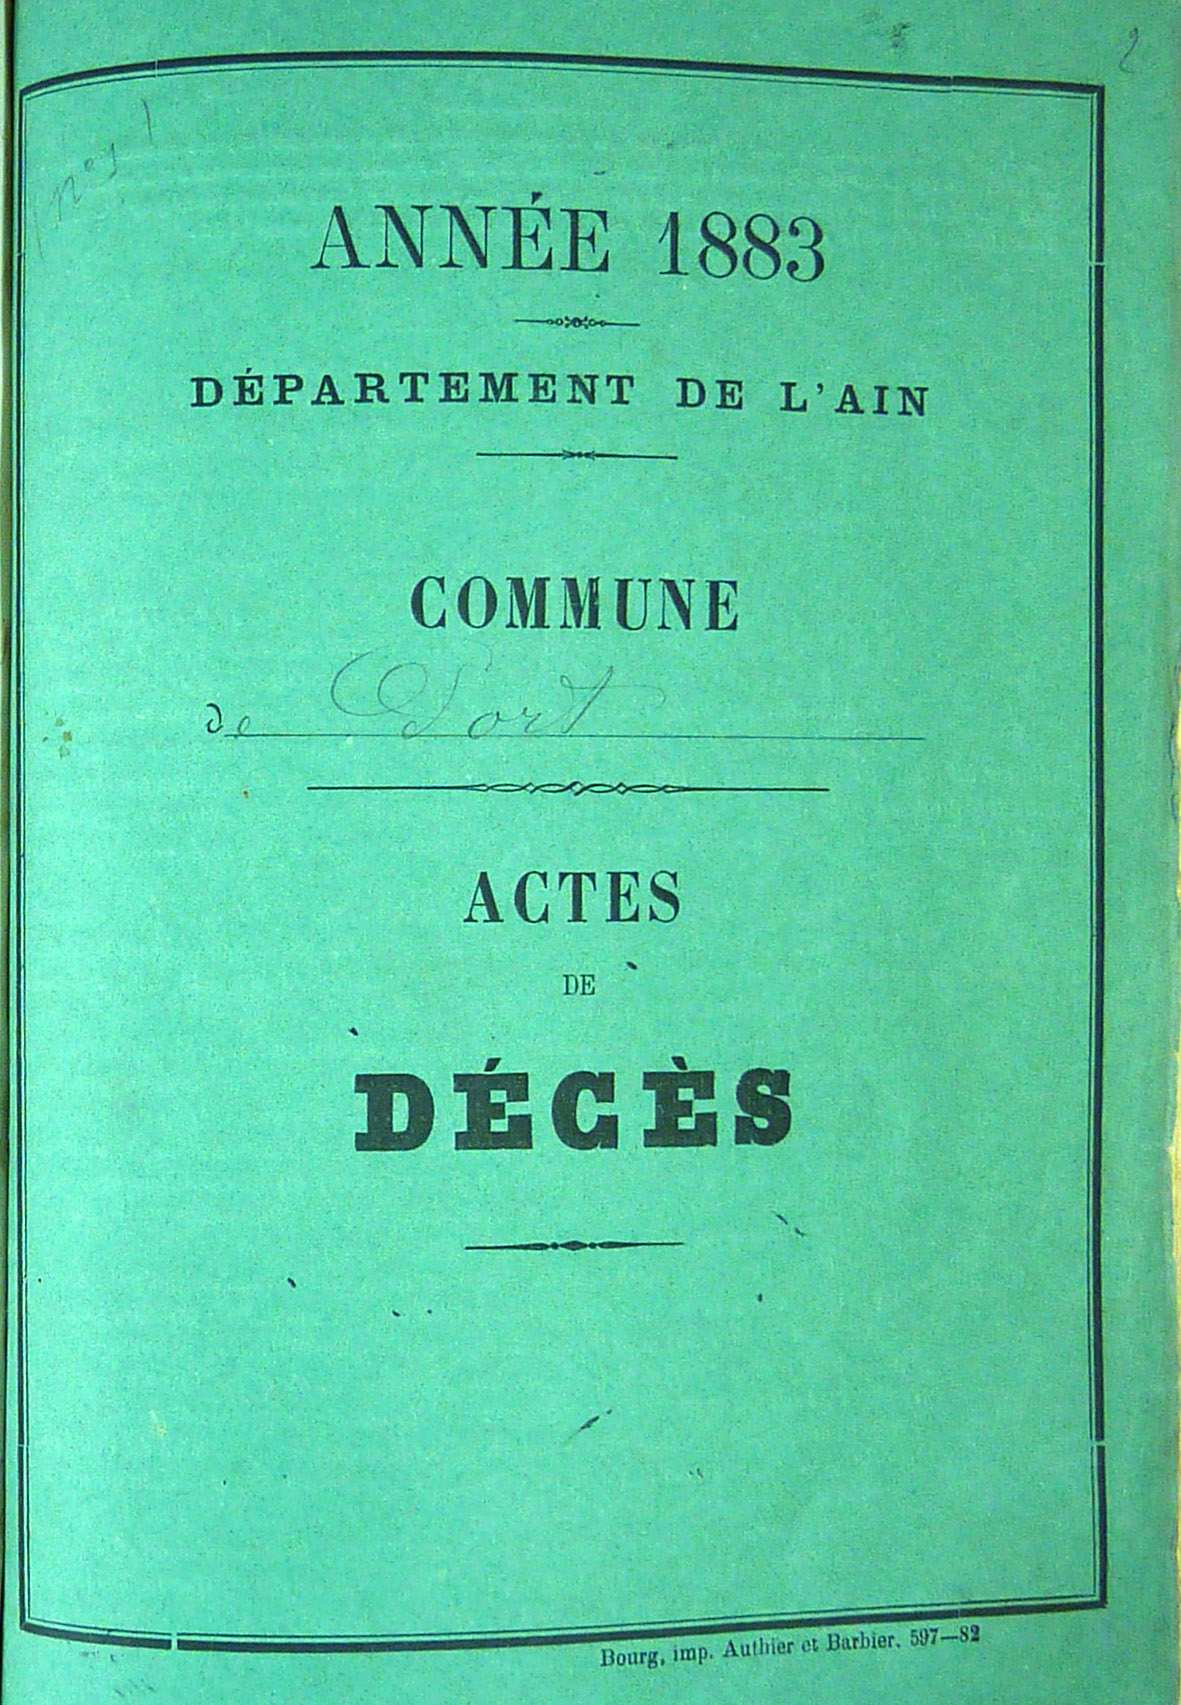 2
(n° 1)
ANNÉE 1883
DÉPARTEMENT DE L'AIN
COMMUNE
de Port
ACTES
DE
DÉCÈS
Bourg, imp. Authier et Barbier. 597—82